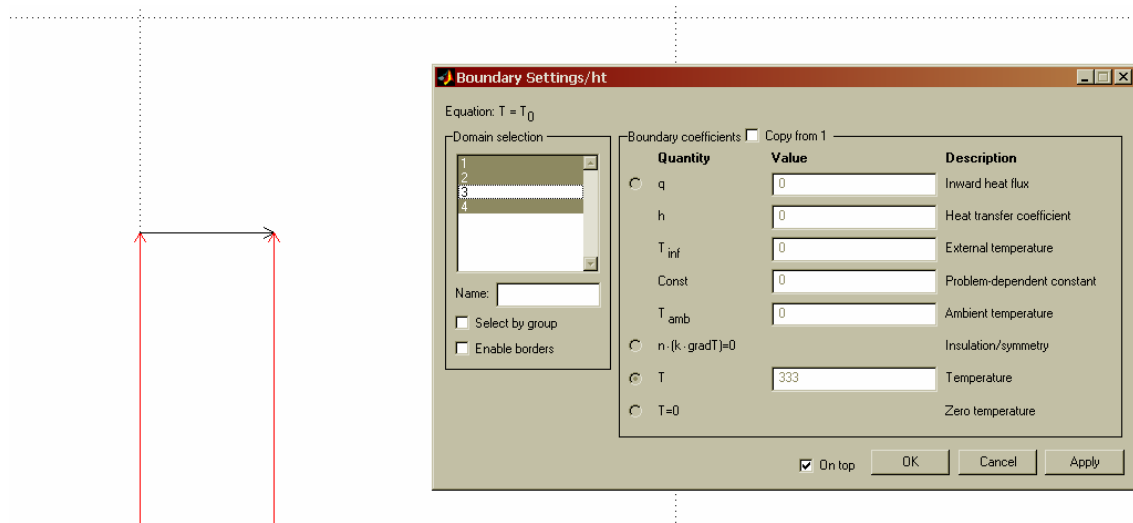 Boundary Settings/ht
Equation: T = T0
Domain selection
1
2
3
4
Name:
Select by group
Enable borders
Boundary coefficients Copy from 1
Quantity Value Description
q 0 Inward heat flux
h 0 Heat transfer coefficient
T inf 0 External temperature
Const 0 Problem-dependent constant
T amb 0 Ambient temperature
n·(k·gradT)=0 Insulation/symmetry
T 333 Temperature
T=0 Zero temperature
On top OK Cancel Apply